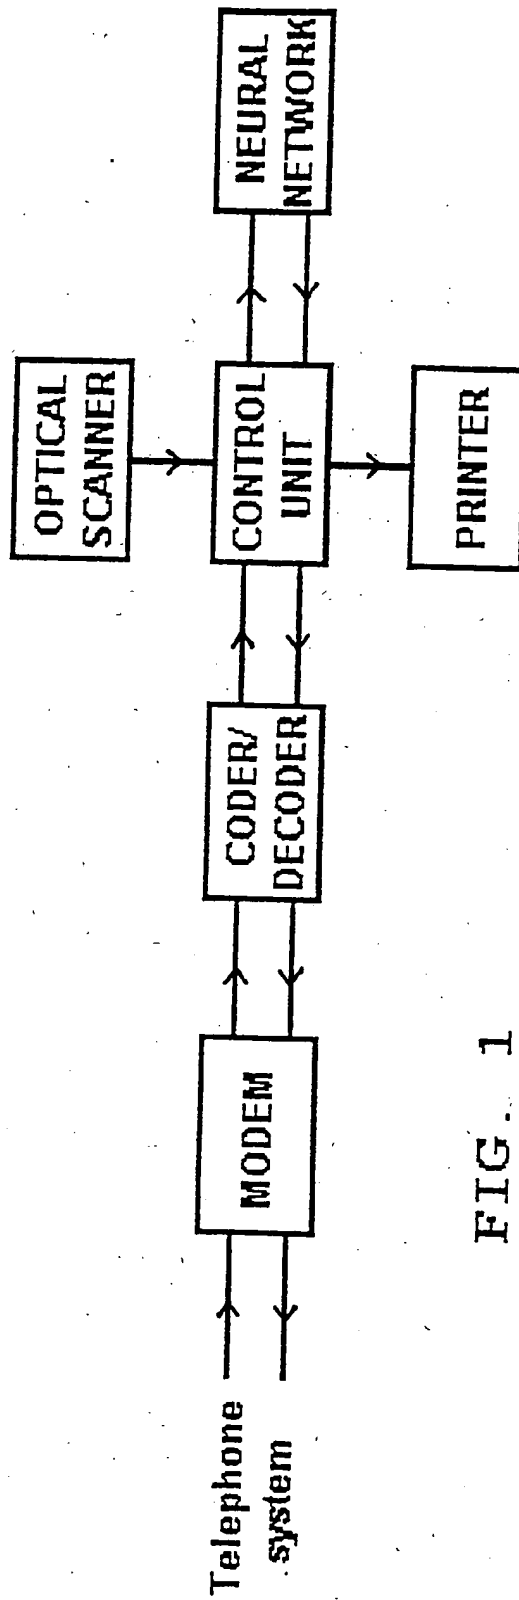 OPTICAL
SCANNER
Telephone
system
MODEM
CODER/
DECODER
CONTROL
UNIT
NEURAL
NETWORK
PRINTER
FIG. 1